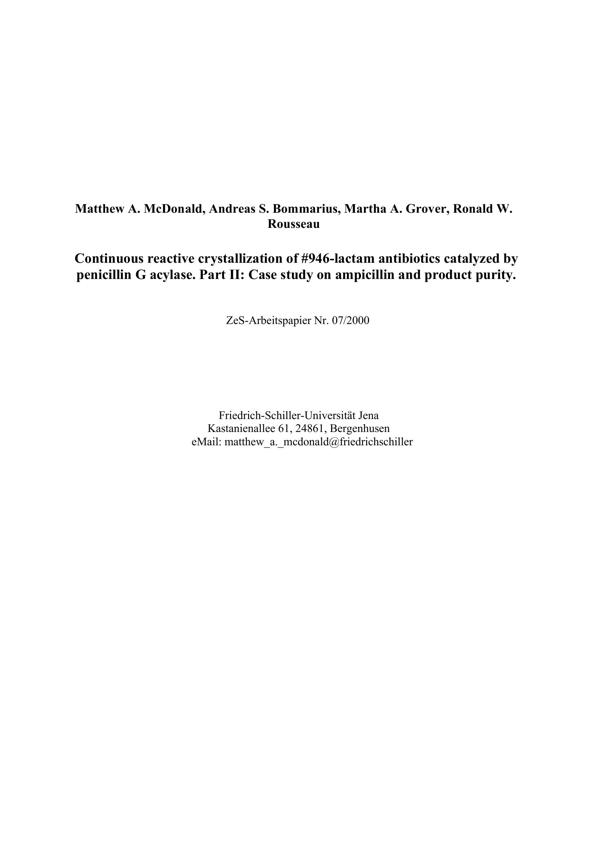 Matthew A. McDonald, Andreas S. Bommarius, Martha A. Grover, Ronald W.
Rousseau
Continuous reactive crystallization of #946-lactam antibiotics catalyzed by
penicillin G acylase. Part II: Case study on ampicillin and product purity.
ZeS-Arbeitspapier Nr. 07/2000
Friedrich-Schiller-Universität Jena
Kastanienallee 61, 24861, Bergenhusen
eMail: matthew_a._mcdonald@friedrichschiller